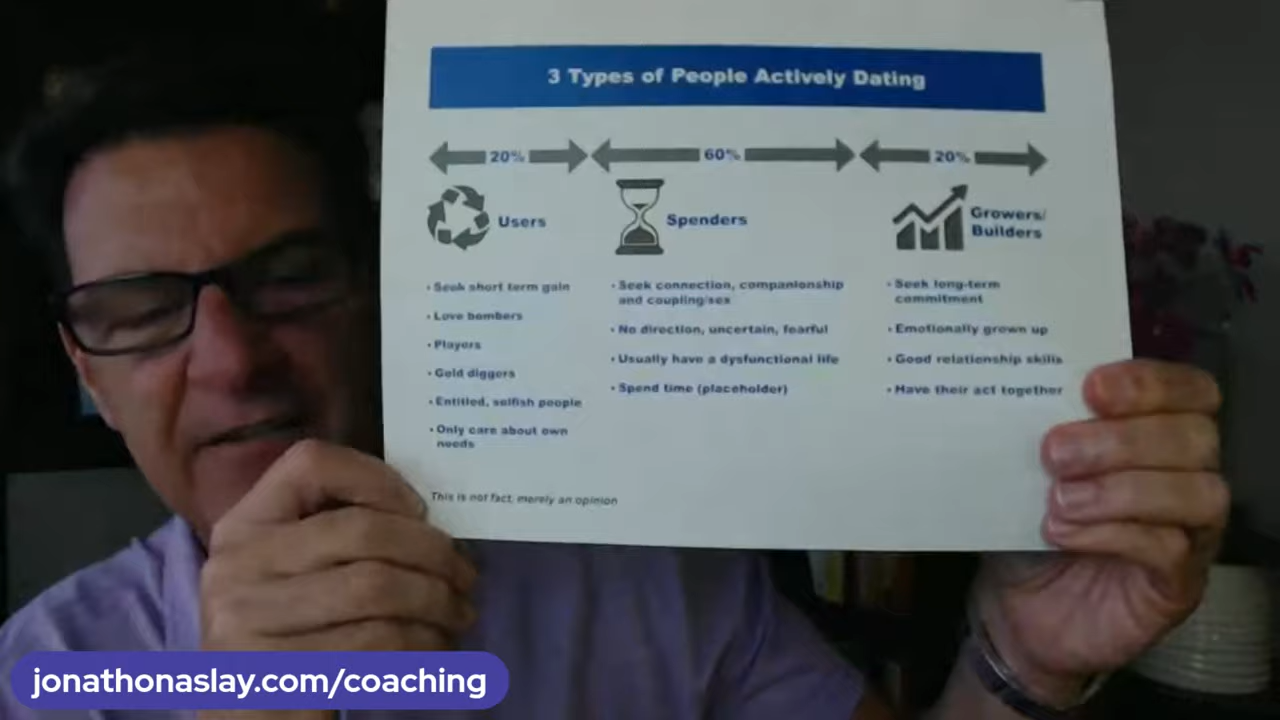 3 Types of People Actively Dating
20%
60%
20%
Users
• Seek short term gain
• Love bombers
• Players
• Gold diggers
• Entitled, selfish people
• Only care about own
needs
Spenders
• Seek connection, companionship
and coupling/sex
• No direction, uncertain, fearful
• Usually have a dysfunctional life
• Spend time (placeholder)
Growers/
Builders
• Seek long-term
commitment
• Emotionally grown up
• Good relationship skills
• Have their act together
This is not fact, merely an opinion
jonathonaslay.com/coaching